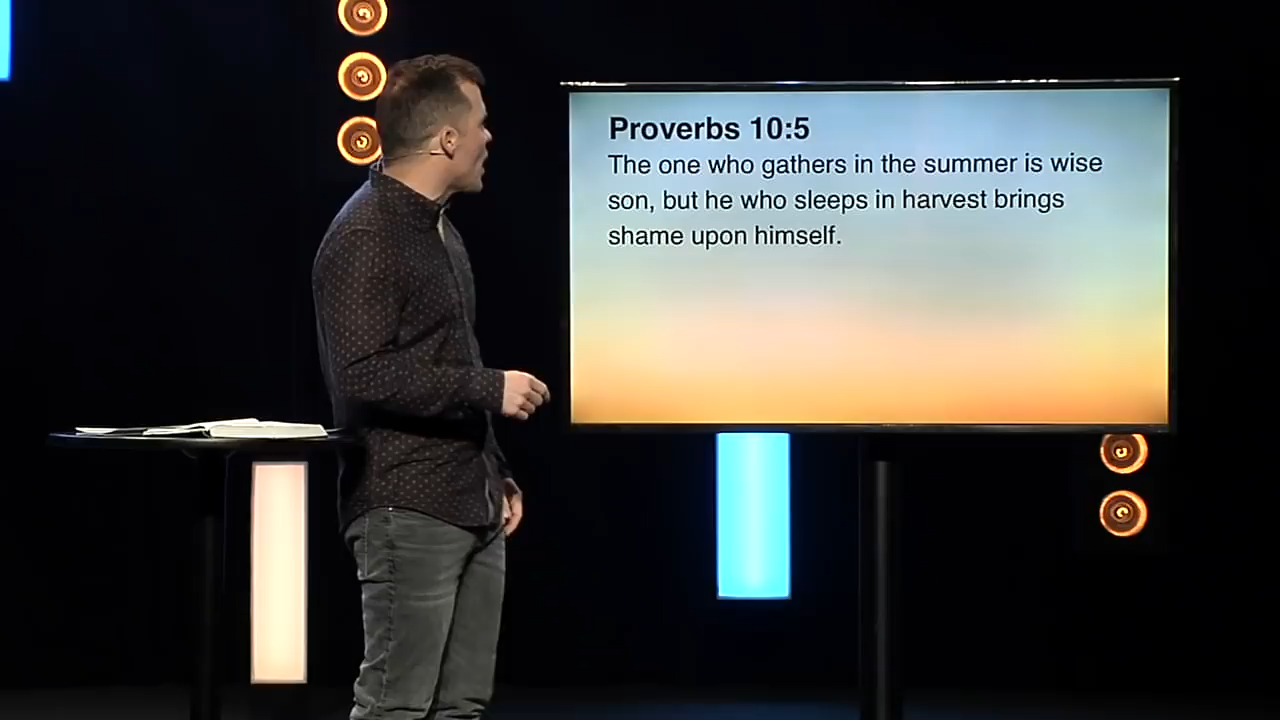 Proverbs 10:5
The one who gathers in the summer is wise
son, but he who sleeps in harvest brings
shame upon himself.